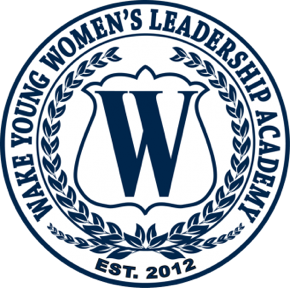 WAKE YOUNG WOMEN'S LEADERSHIP ACADEMY
W
EST. 2012